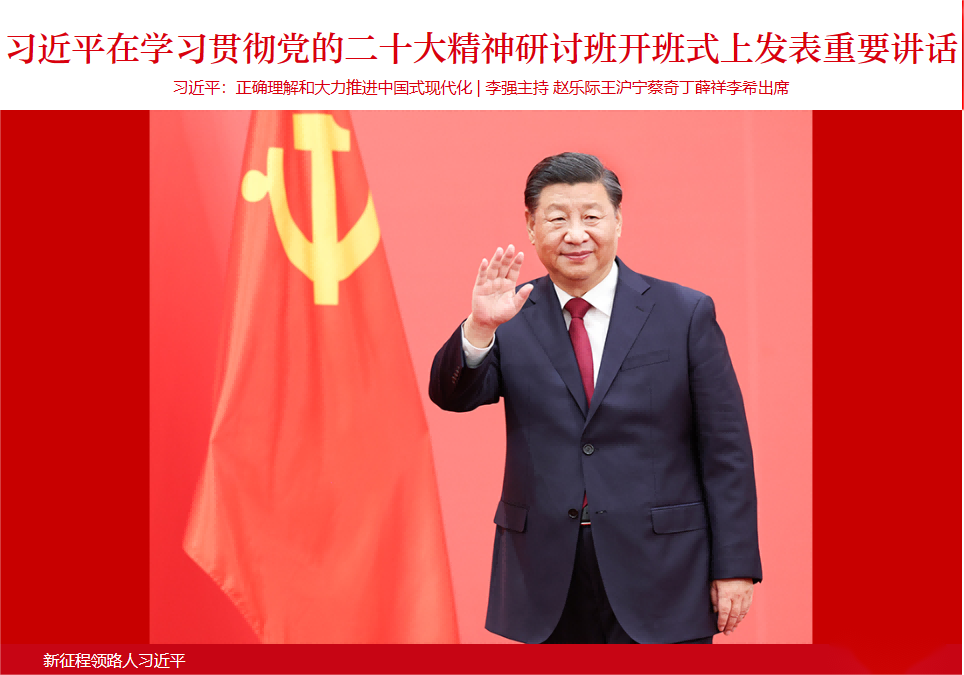 习近平在学习贯彻党的二十大精神研讨班开班式上发表重要讲话
习近平：正确理解和大力推进中国式现代化 | 李强主持 赵乐际王沪宁蔡奇丁薛祥李希出席
新征程领路人习近平